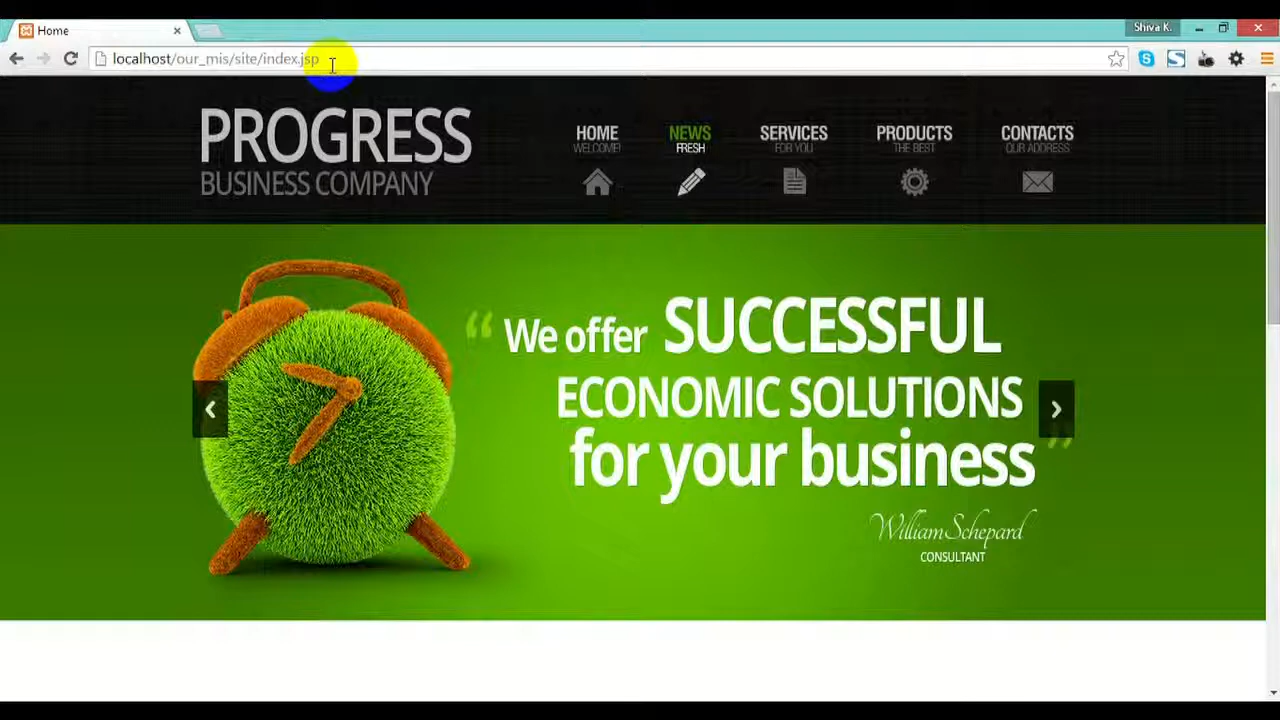 Home
Shiva K.
localhost/our_mis/site/index.jsp
PROGRESS
BUSINESS COMPANY
HOME
WELCOME!
NEWS
FRESH
SERVICES
FOR YOU
PRODUCTS
THE BEST
CONTACTS
OUR ADDRESS
“ We offer SUCCESSFUL
ECONOMIC SOLUTIONS
for your business ”
William Schepard
CONSULTANT